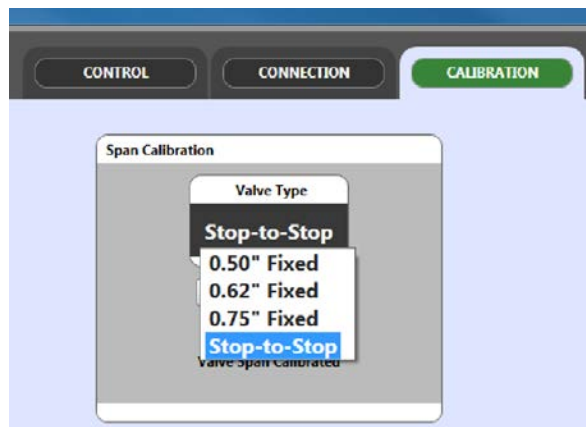 CONTROL CONNECTION CALIBRATION
Span Calibration
Valve Type
Stop-to-Stop
0.50" Fixed
0.62" Fixed
0.75" Fixed
Stop-to-Stop
Valve Span Calibrated